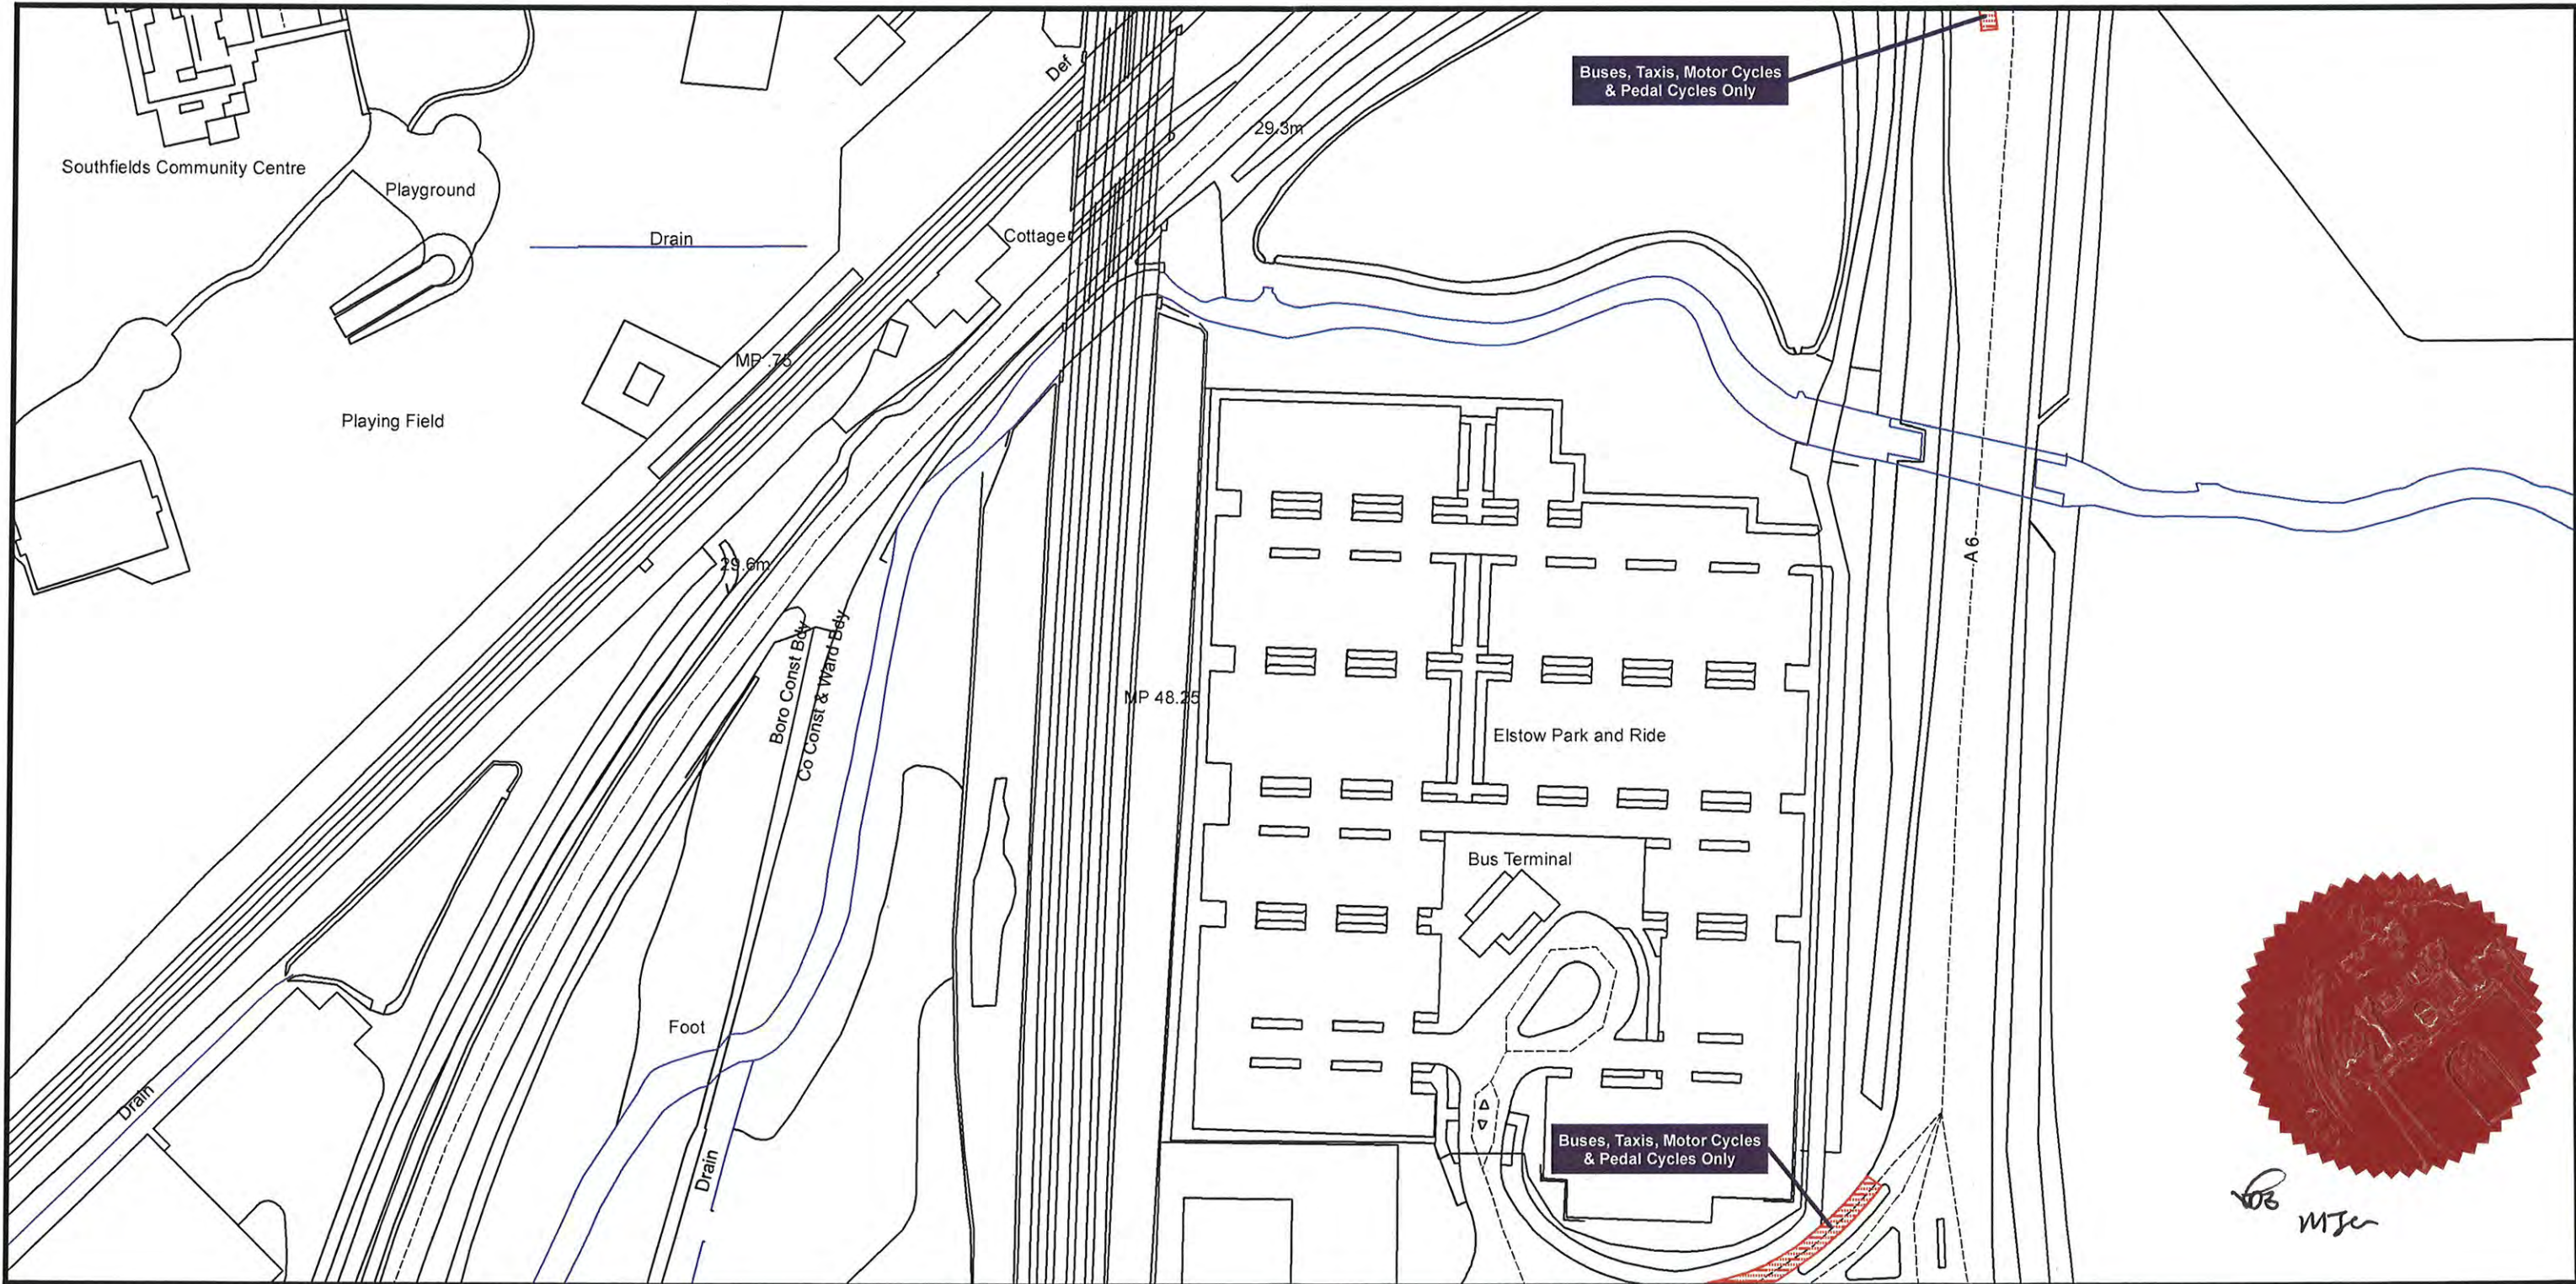 Def
Buses, Taxis, Motor Cycles
& Pedal Cycles Only
29.3m
Southfields Community Centre
Playground
Drain
Cottage
MP .75
Playing Field
A6
29.6m
Boro Const Bdy
Co Const & Ward Bdy
MP 48.25
Elstow Park and Ride
Bus Terminal
Foot
Drain
Drain
Buses, Taxis, Motor Cycles
& Pedal Cycles Only